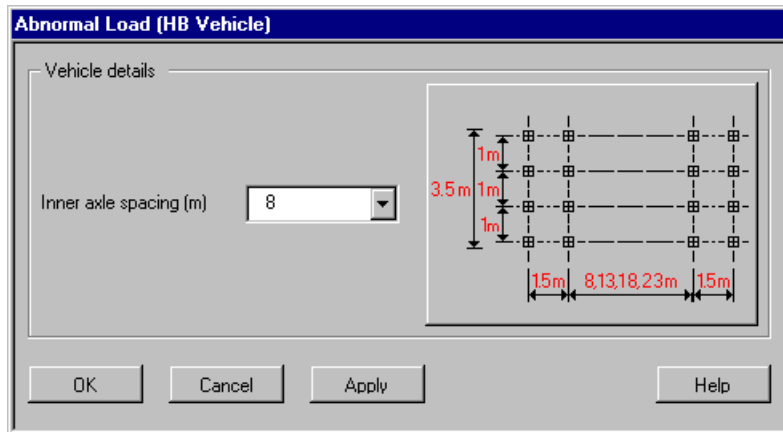 Abnormal Load (HB Vehicle)
Vehicle details
Inner axle spacing (m)
8
1m
3.5m 1m
1m
1.5m 8,13,18,23m 1.5m
OK Cancel Apply Help